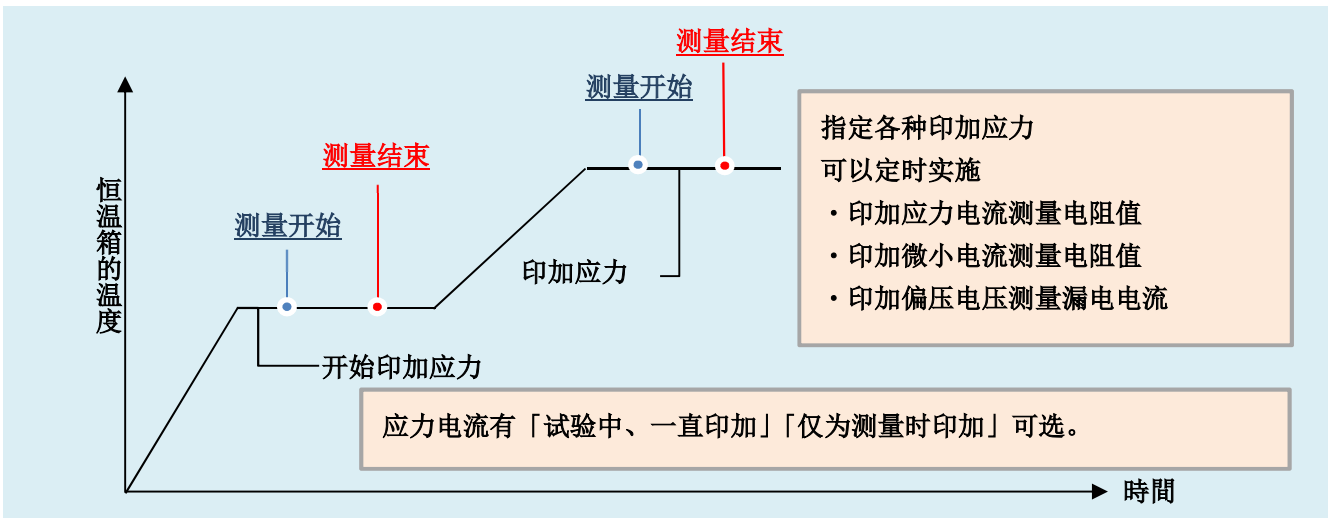 测量结束
测量开始
指定各种印加应力
可以定时实施
・印加应力电流测量电阻值
・印加微小电流测量电阻值
・印加偏压电压测量漏电电流
测量结束
恒温箱的温度
测量开始
印加应力
开始印加应力
应力电流有「试验中、一直印加」「仅为测量时印加」可选。
時間